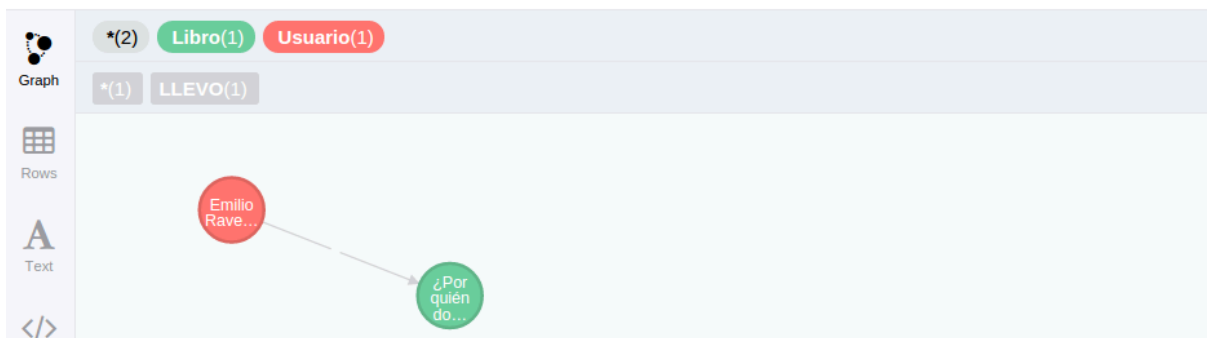 *(2) Libro(1) Usuario(1)
Graph
*(1) LLEVO(1)
Rows
Emilio
Rave...
A
Text
¿Por
quién
do...
</>